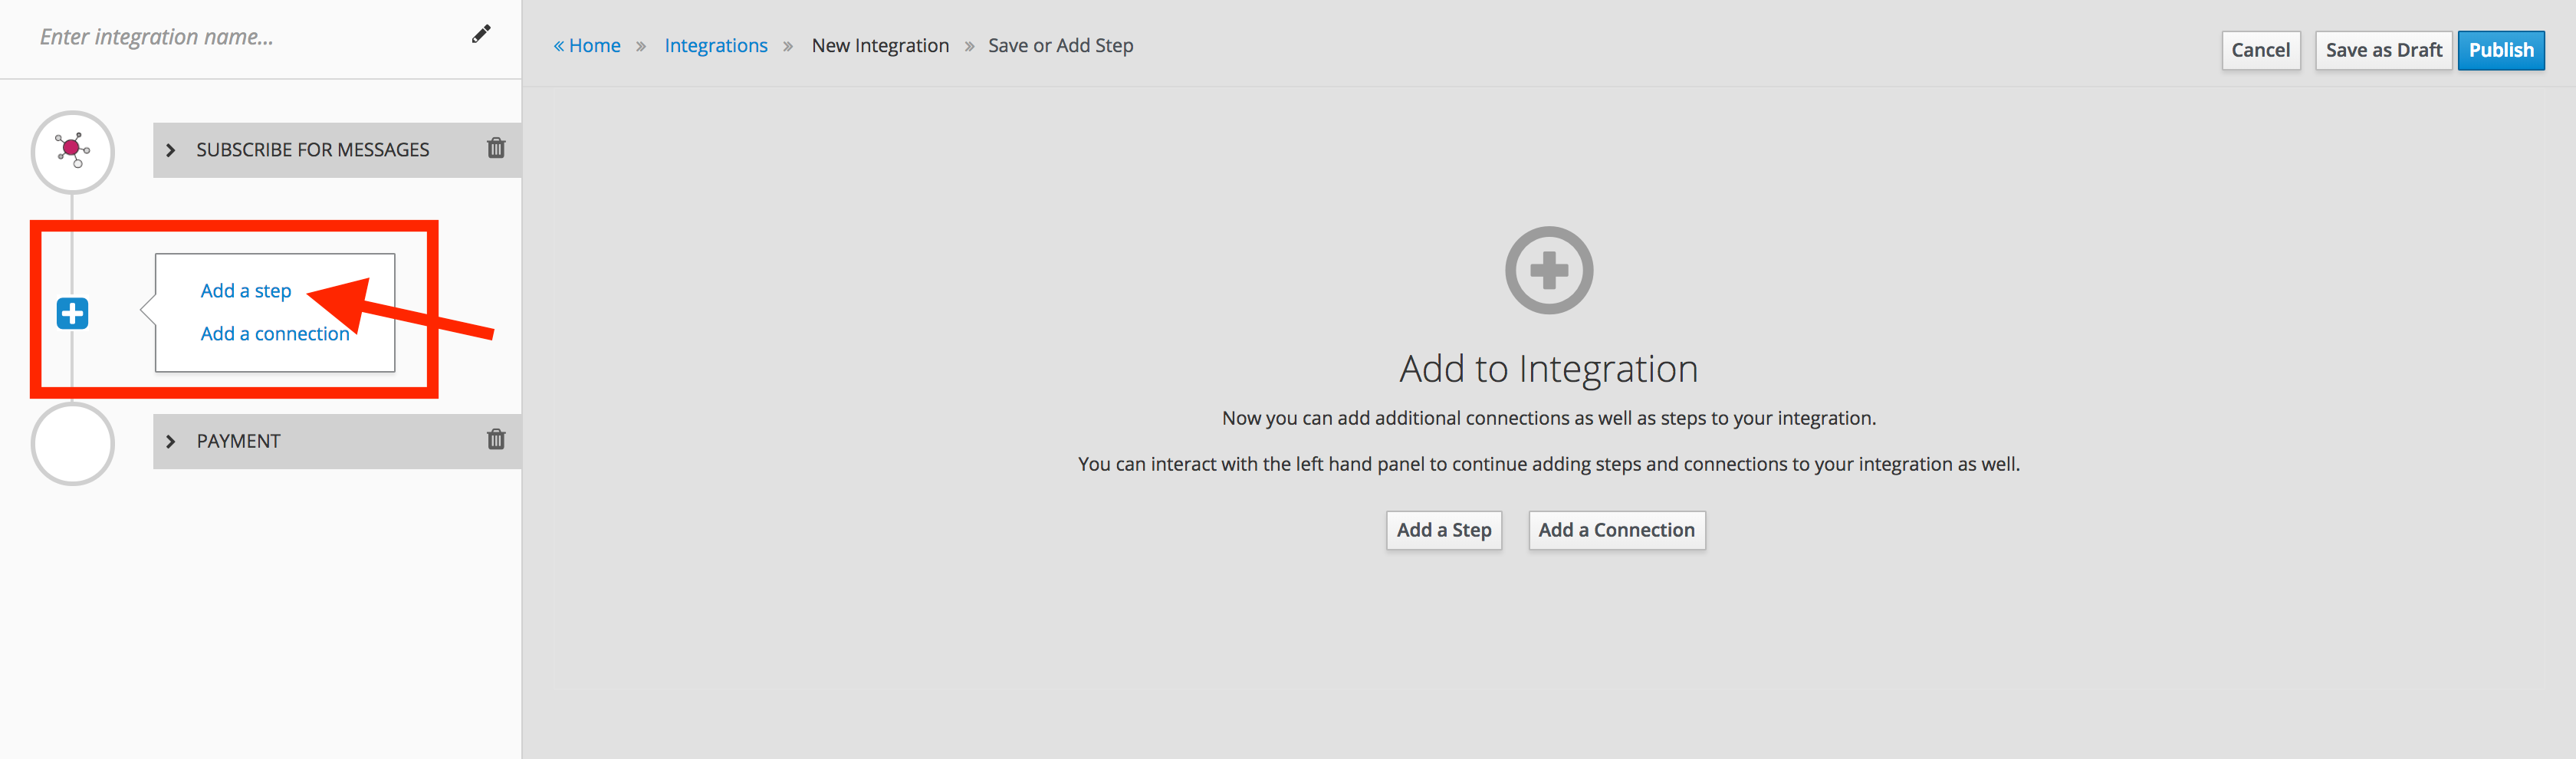 Enter integration name...
« Home » Integrations » New Integration » Save or Add Step
Cancel
Save as Draft
Publish
SUBSCRIBE FOR MESSAGES
Add a step
Add a connection
PAYMENT
Add to Integration
Now you can add additional connections as well as steps to your integration.
You can interact with the left hand panel to continue adding steps and connections to your integration as well.
Add a Step
Add a Connection